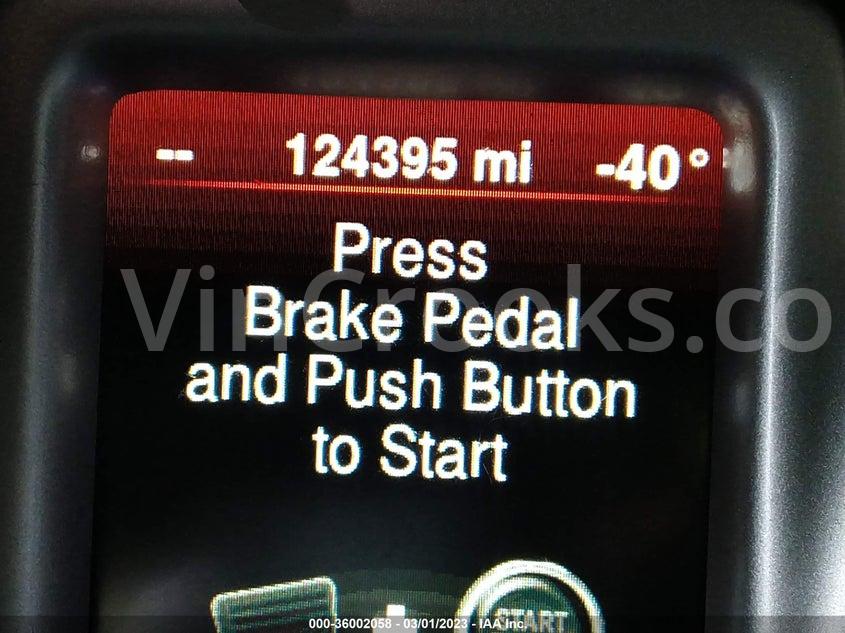 -- 124395 mi -40°
Press
Brake Pedal
and Push Button
to Start
VinCrooks.co
START
000-36002058 - 03/01/2023 - IAA Inc.